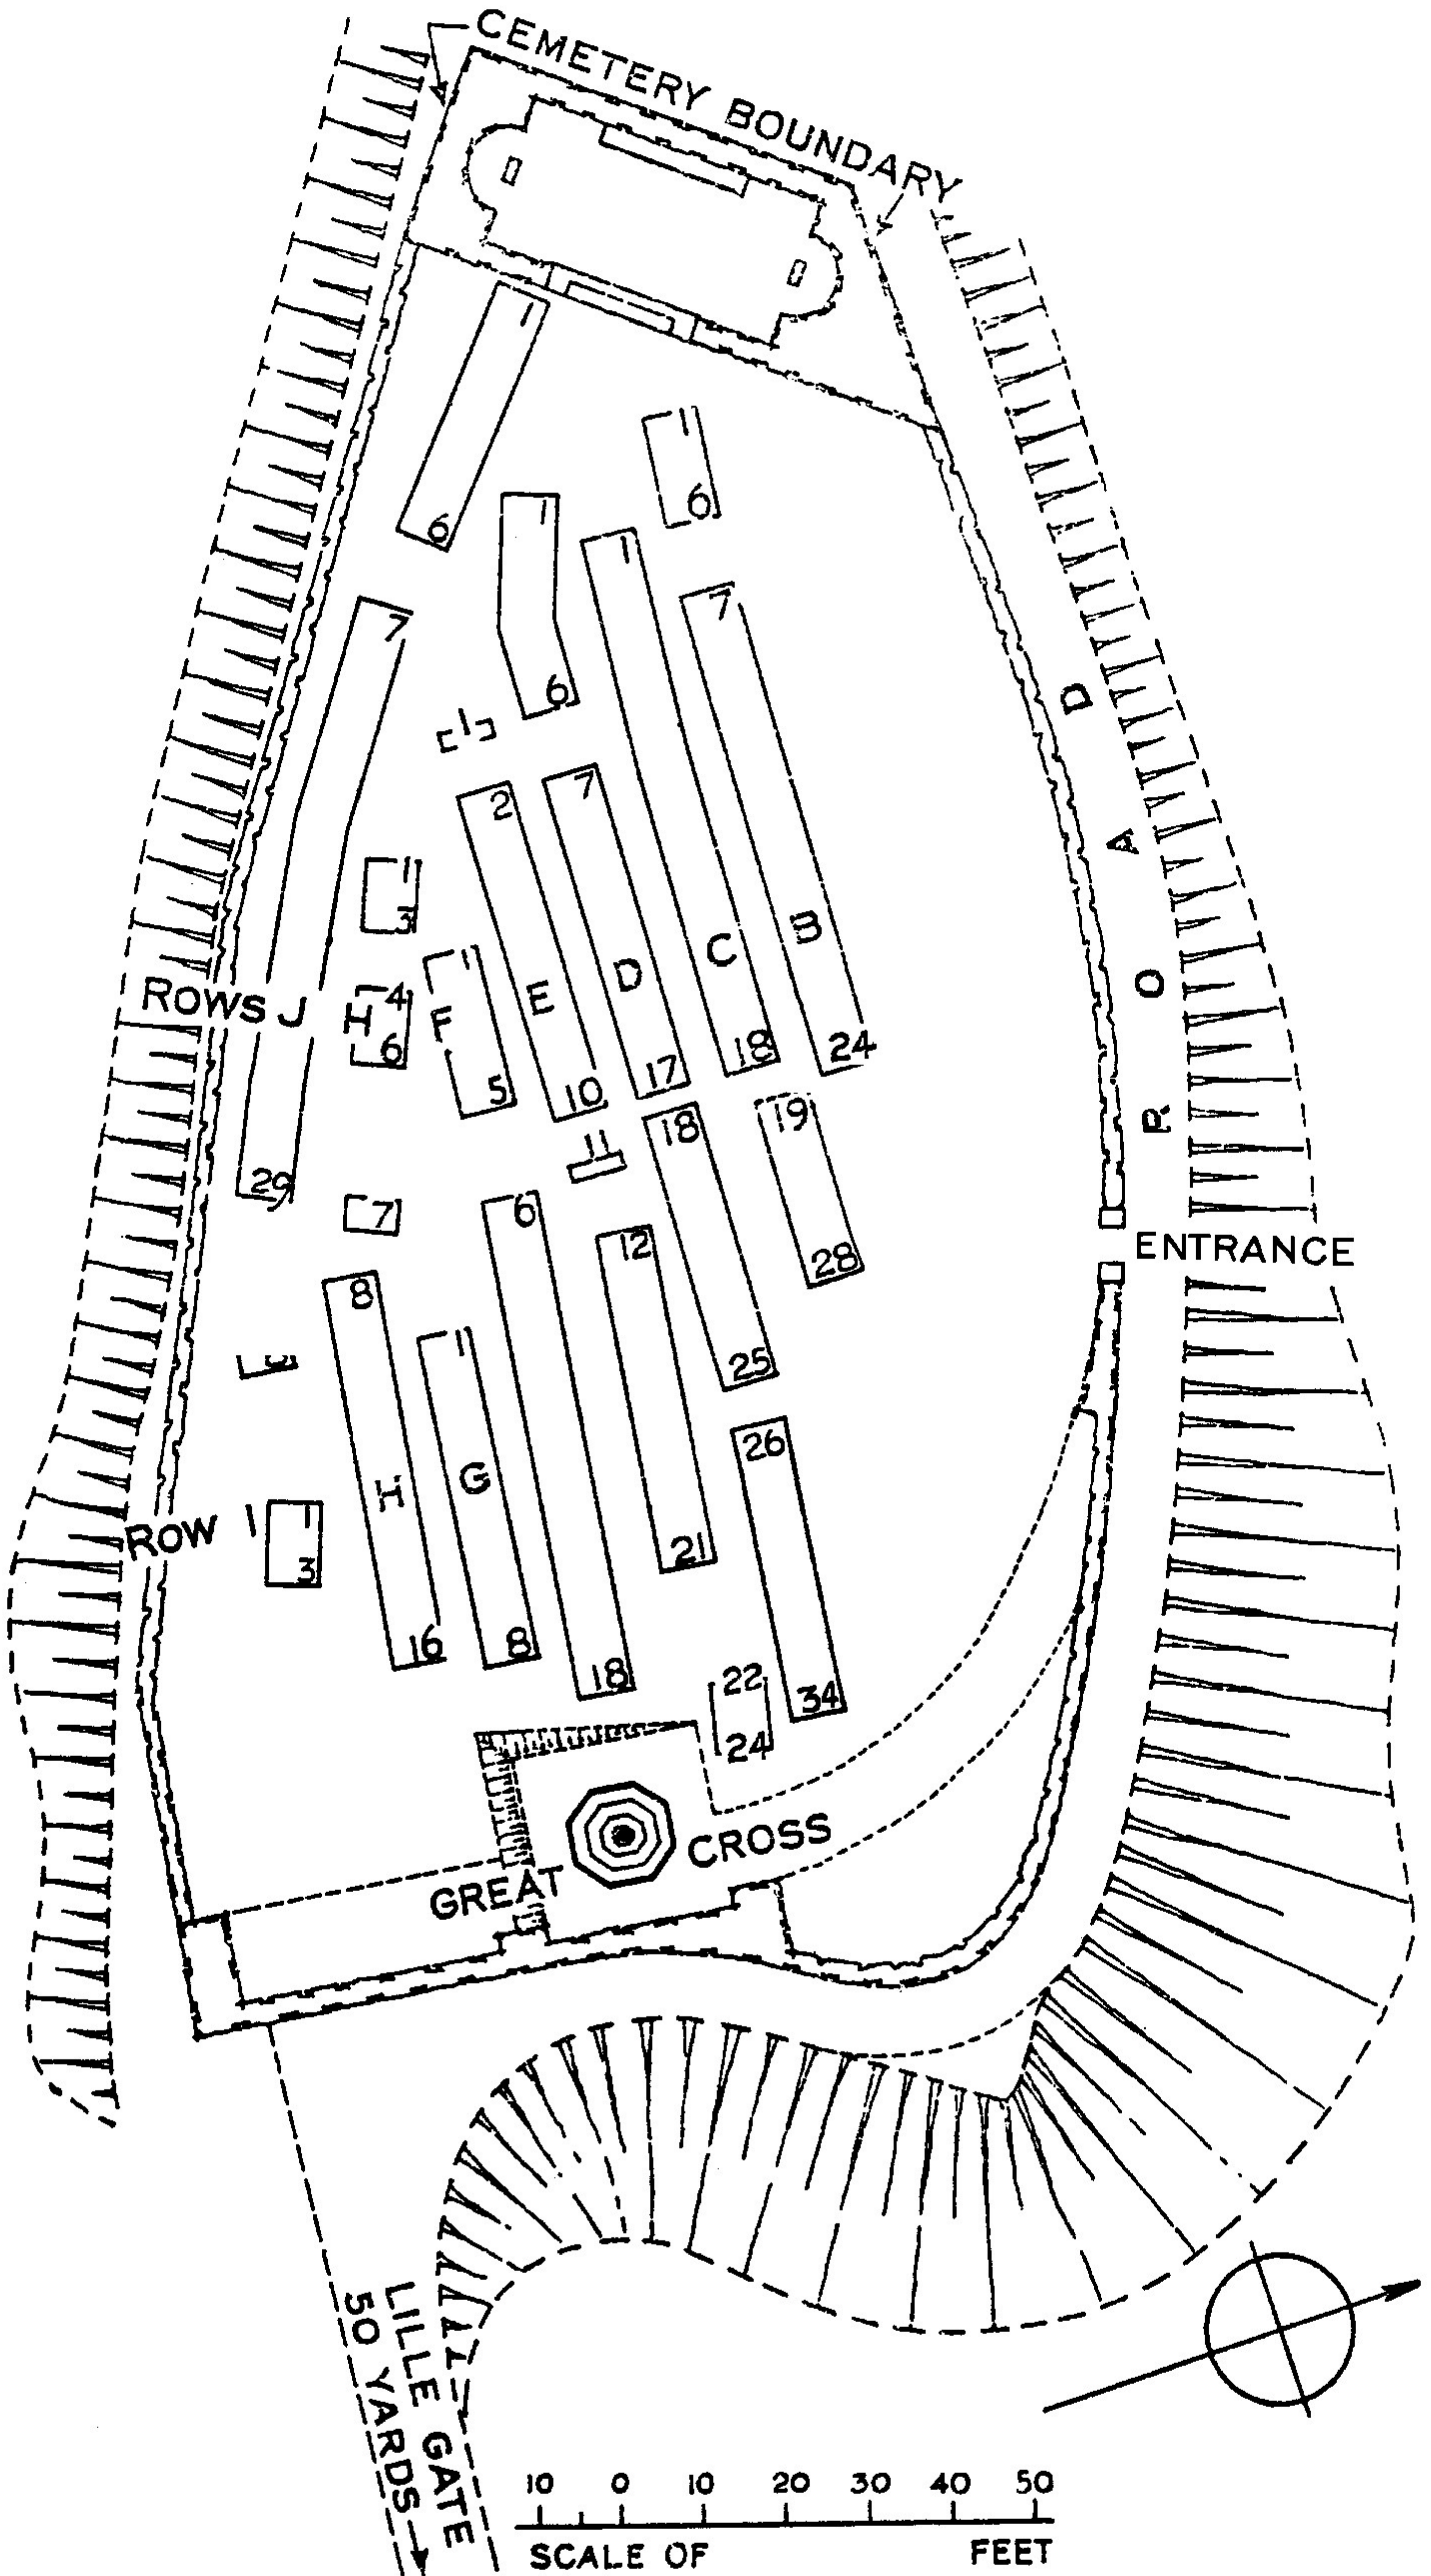 CEMETERY BOUNDARY
1
1
6
6
1
1
7
7
6
1
2
7
1
3
ROWS J
H
4
6
F
1
5
E
D
C
B
10
17
18
24
11
18
19
29
7
6
12
28
ENTRANCE
ROAD
8
1
25
26
H
G
ROW I
1
3
21
16
8
18
22
24
34
GREAT CROSS
LILLE GATE
50 YARDS
10 0 10 20 30 40 50
SCALE OF FEET